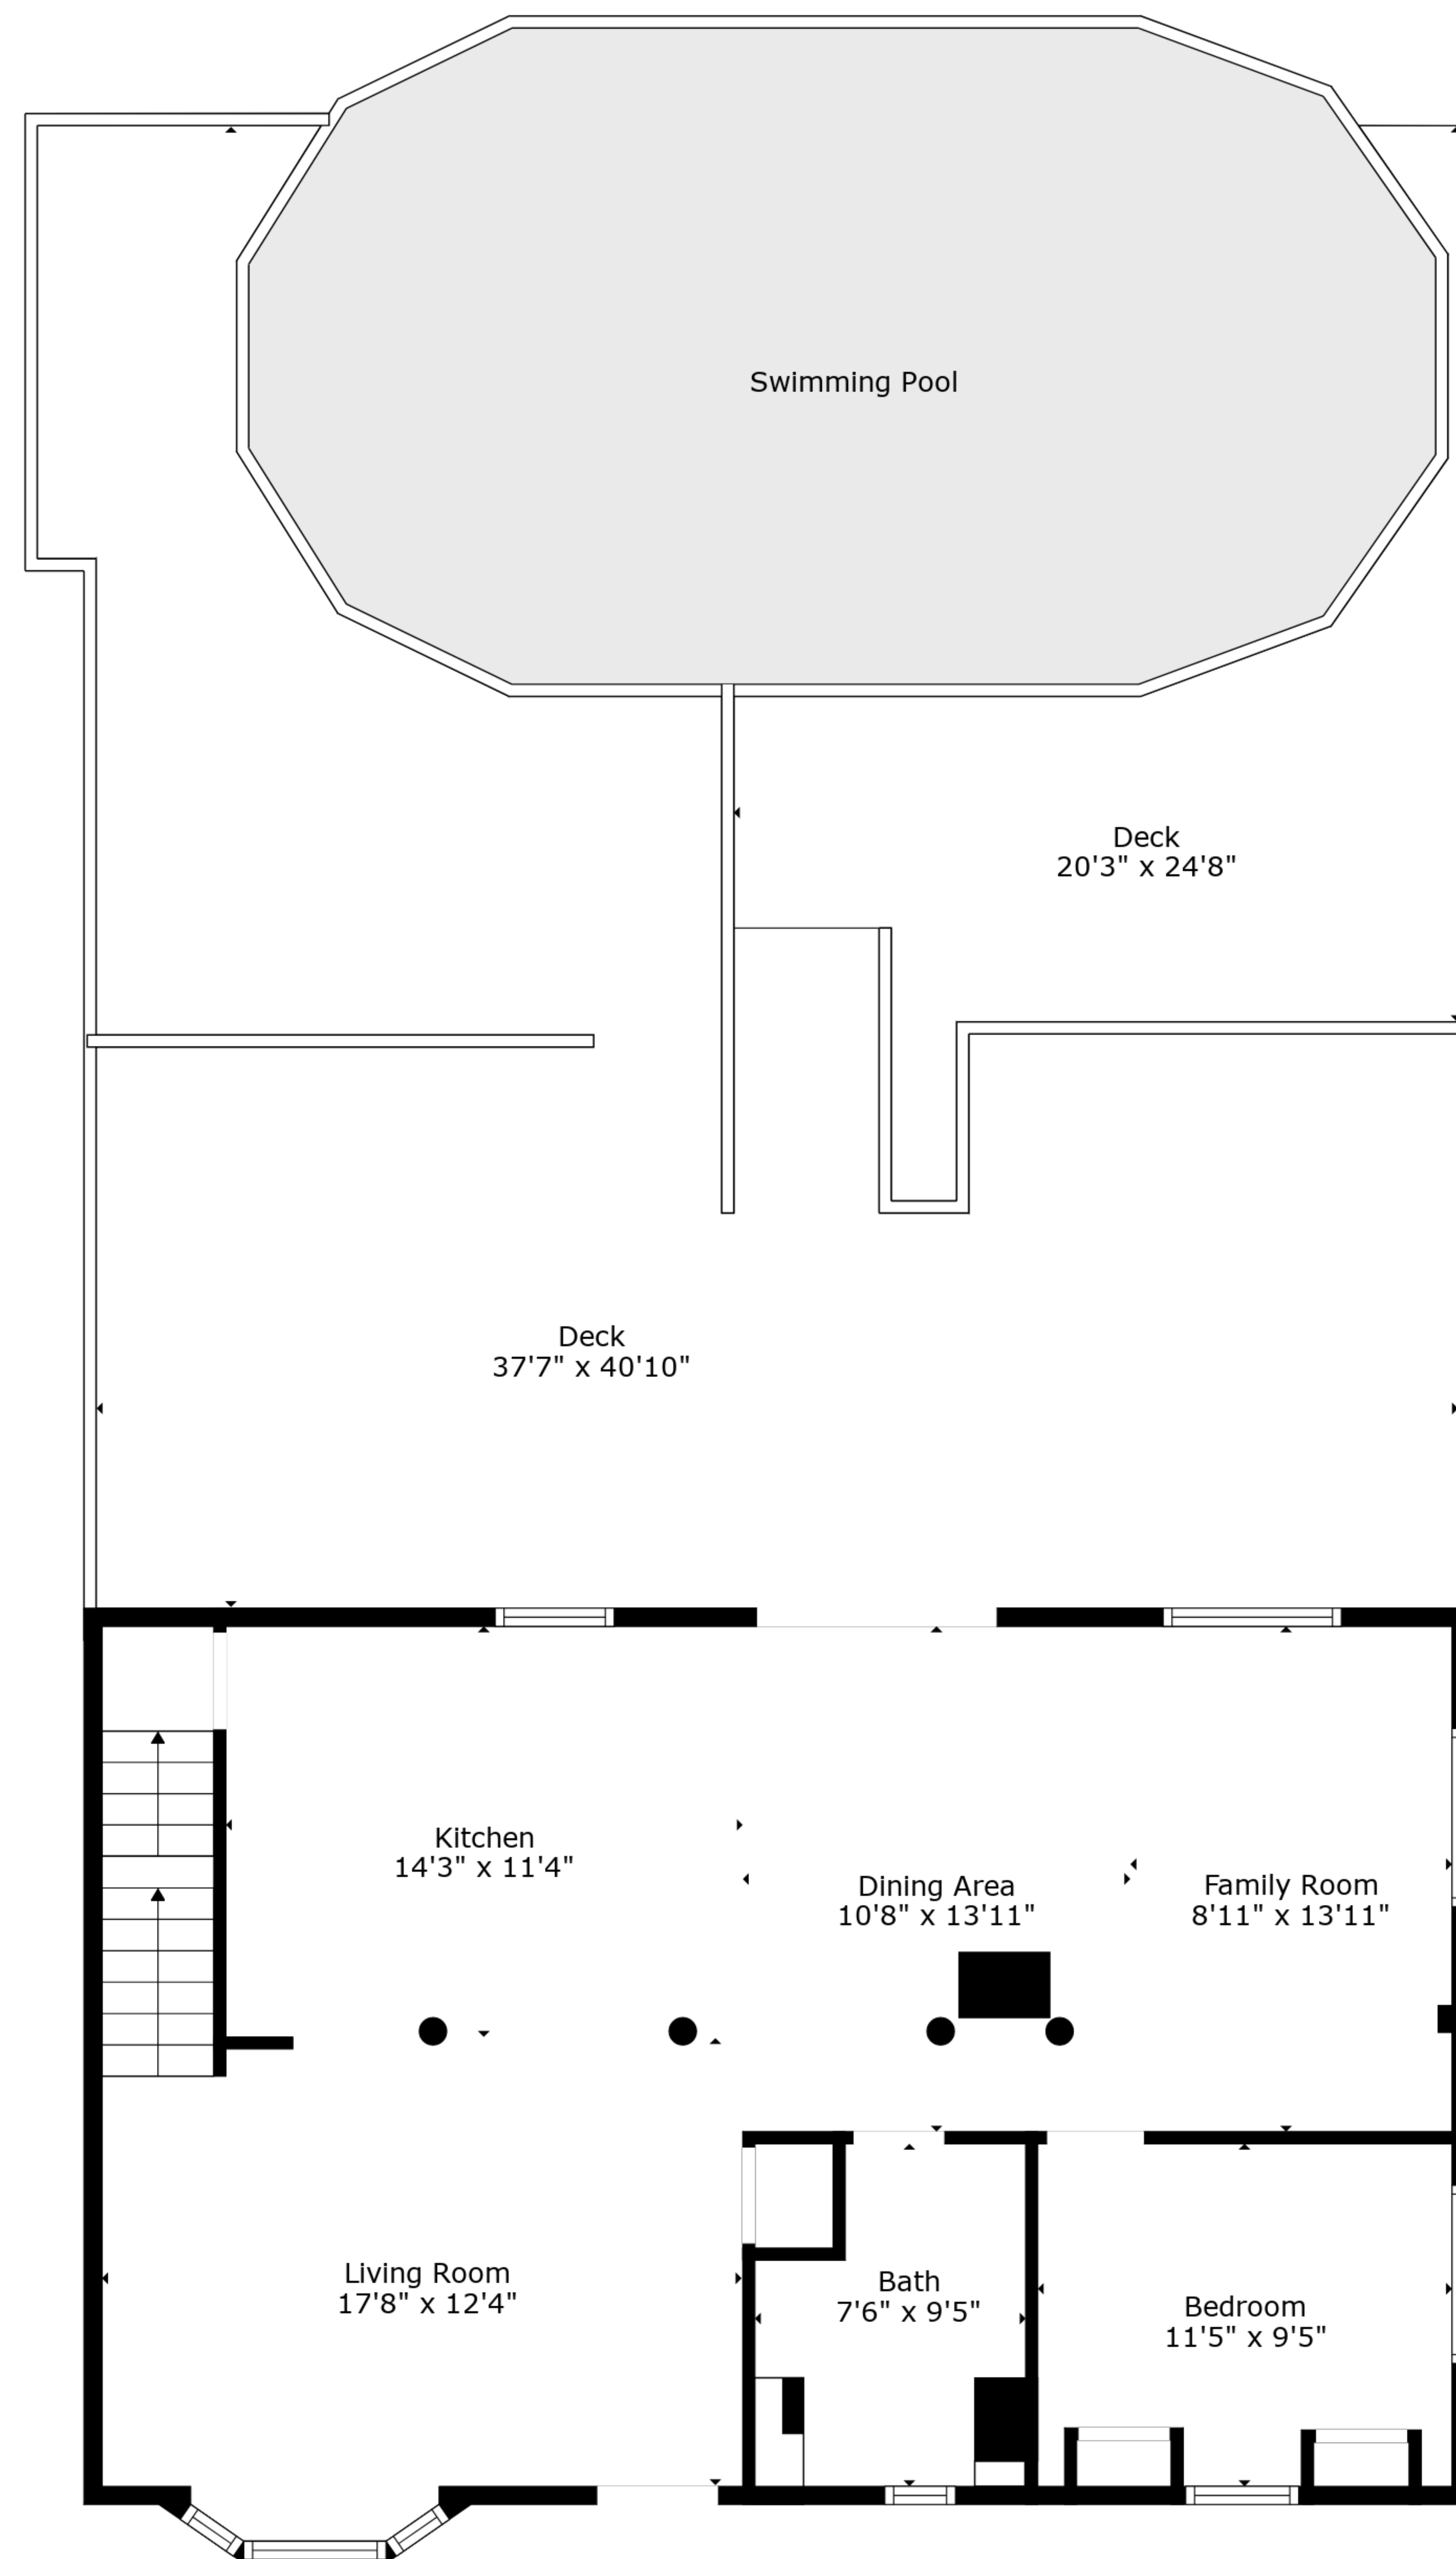 Swimming Pool
Deck
20'3" x 24'8"
Deck
37'7" x 40'10"
Kitchen
14'3" x 11'4"
Dining Area
10'8" x 13'11"
Family Room
8'11" x 13'11"
Living Room
17'8" x 12'4"
Bath
7'6" x 9'5"
Bedroom
11'5" x 9'5"